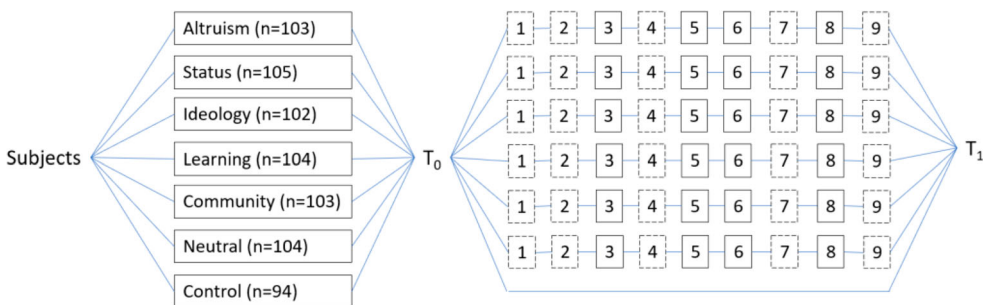 Altruism (n=103)
Status (n=105)
Ideology (n=102)
Subjects
Learning (n=104)
Community (n=103)
Neutral (n=104)
Control (n=94)
T0
1 2 3 4 5 6 7 8 9
1 2 3 4 5 6 7 8 9
1 2 3 4 5 6 7 8 9
1 2 3 4 5 6 7 8 9
1 2 3 4 5 6 7 8 9
1 2 3 4 5 6 7 8 9
T1